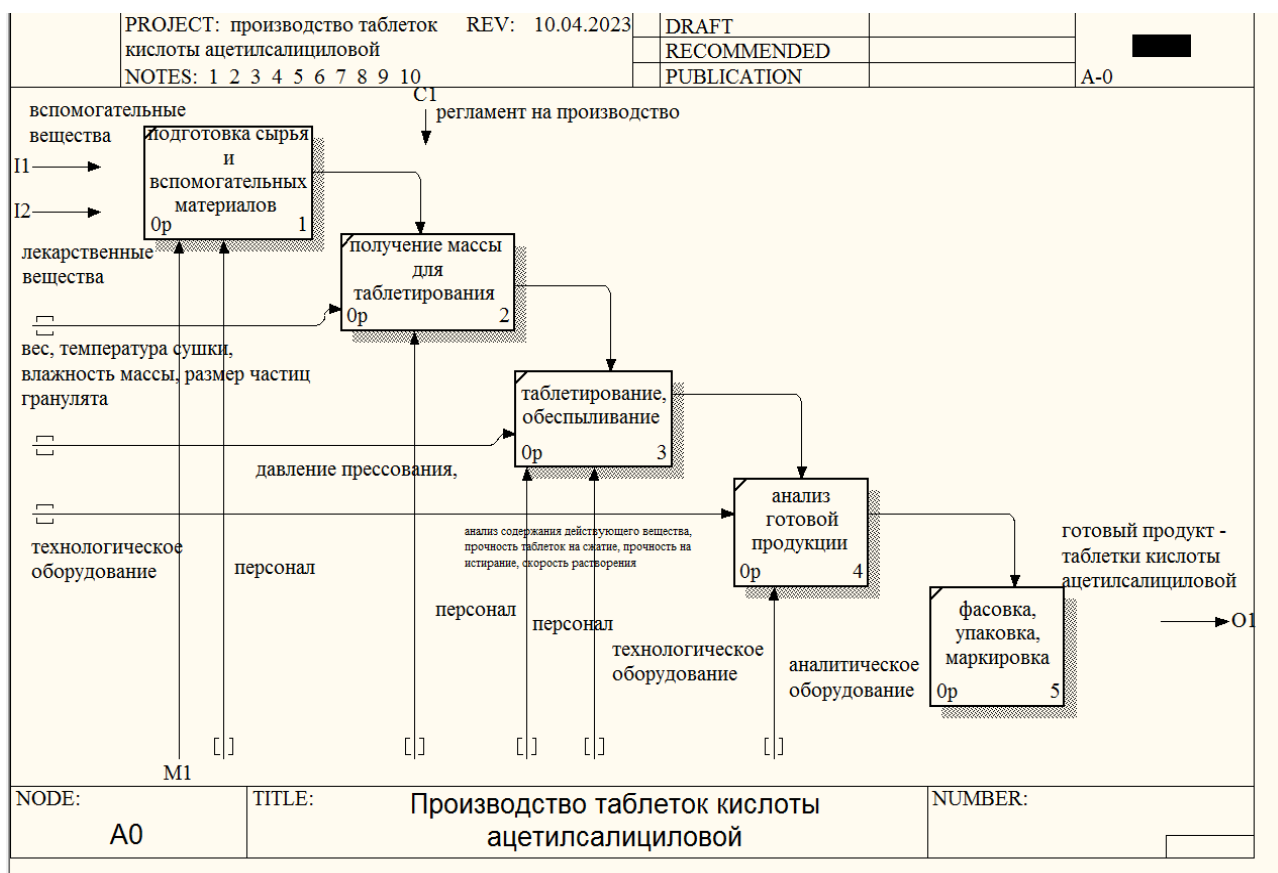 PROJECT: производство таблеток
кислоты ацетилсалициловой
REV: 10.04.2023
NOTES: 1 2 3 4 5 6 7 8 9 10
DRAFT
RECOMMENDED
PUBLICATION
A-0
C1
регламент на производство
вспомогательные
вещества
I1
I2
лекарственные
вещества
подготовка сырья
и
вспомогательных
материалов
0р 1
получение массы
для
таблетирования
0р 2
вес, температура сушки,
влажность массы, размер частиц
гранулята
таблетирование,
обеспыливание
0р 3
давление прессования,
анализ
готовой
продукции
0р 4
анализ содержания действующего вещества,
прочность таблеток на сжатие, прочность на
истирание, скорость растворения
технологическое
оборудование
персонал
персонал
персонал
технологическое
оборудование
аналитическое
оборудование
фасовка,
упаковка,
маркировка
0р 5
готовый продукт -
таблетки кислоты
ацетилсалициловой
O1
M1
NODE:
A0
TITLE:
Производство таблеток кислоты
ацетилсалициловой
NUMBER: